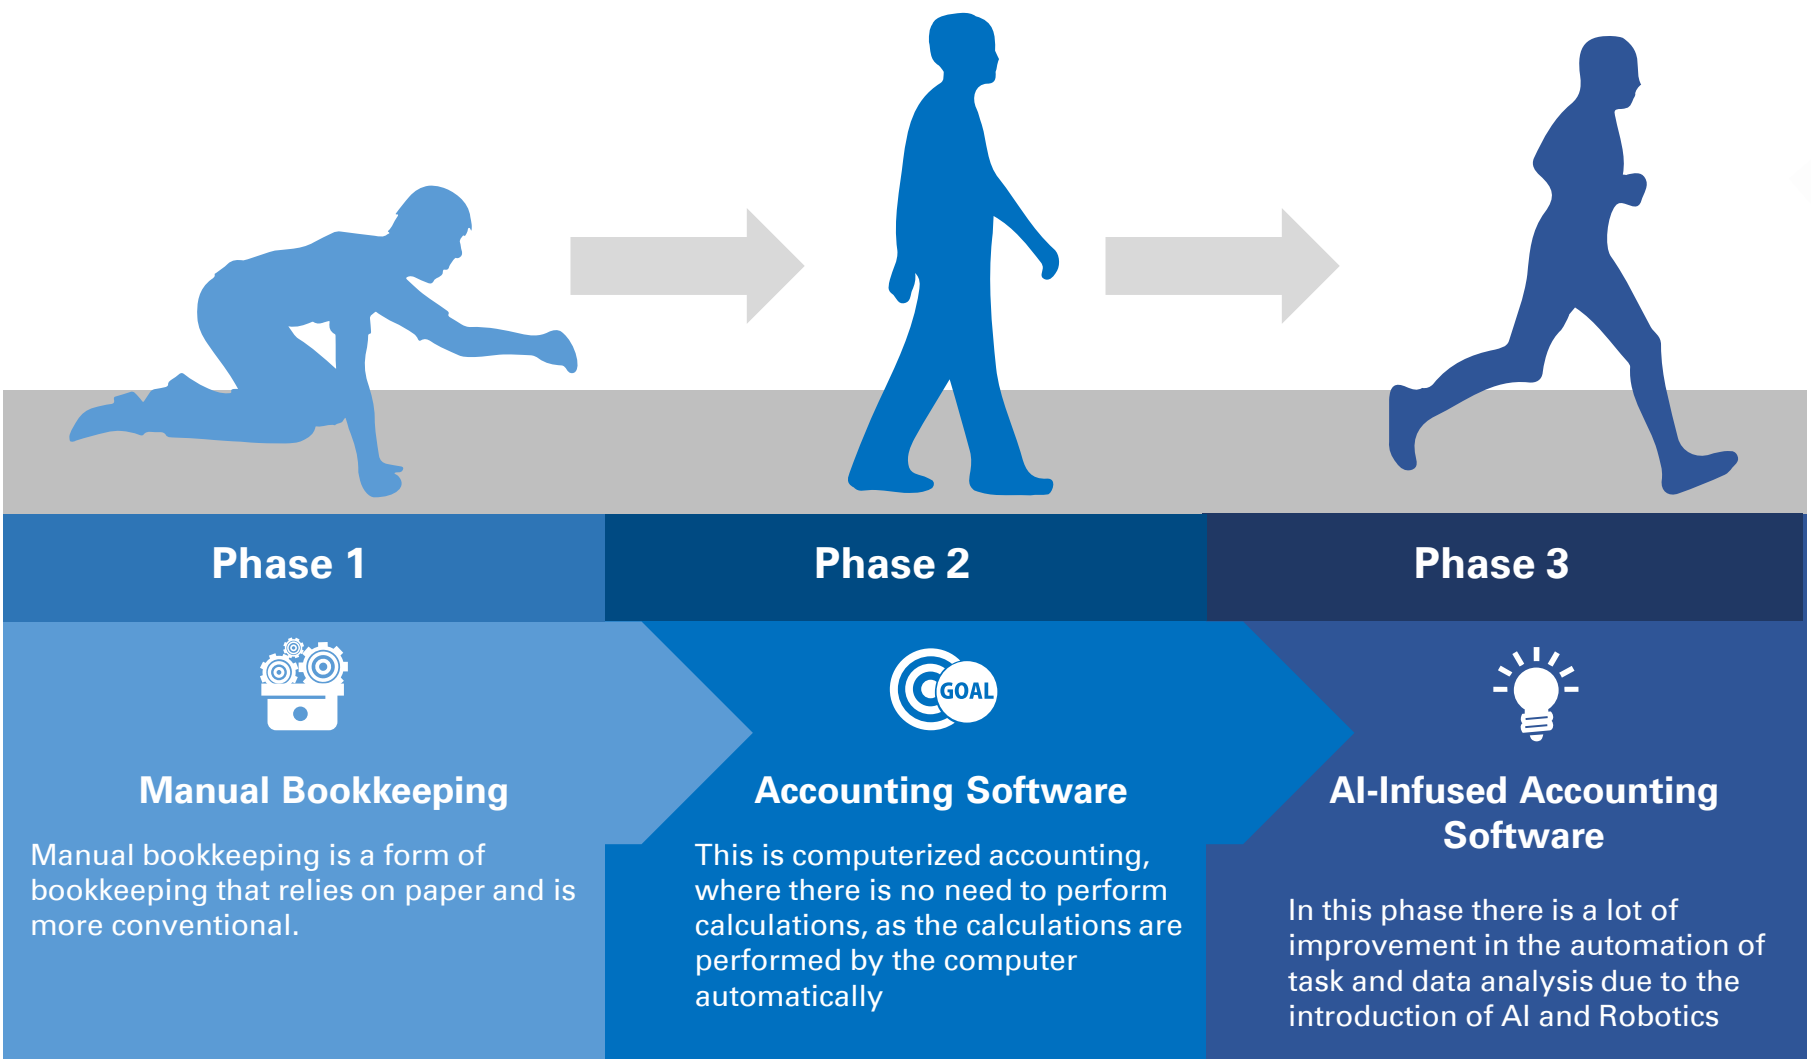 Phase 1
Phase 2
Phase 3
GOAL
Manual Bookkeeping
Manual bookkeeping is a form of
bookkeeping that relies on paper and is
more conventional.
Accounting Software
This is computerized accounting,
where there is no need to perform
calculations, as the calculations are
performed by the computer
automatically
AI-Infused Accounting
Software
In this phase there is a lot of
improvement in the automation of
task and data analysis due to the
introduction of AI and Robotics